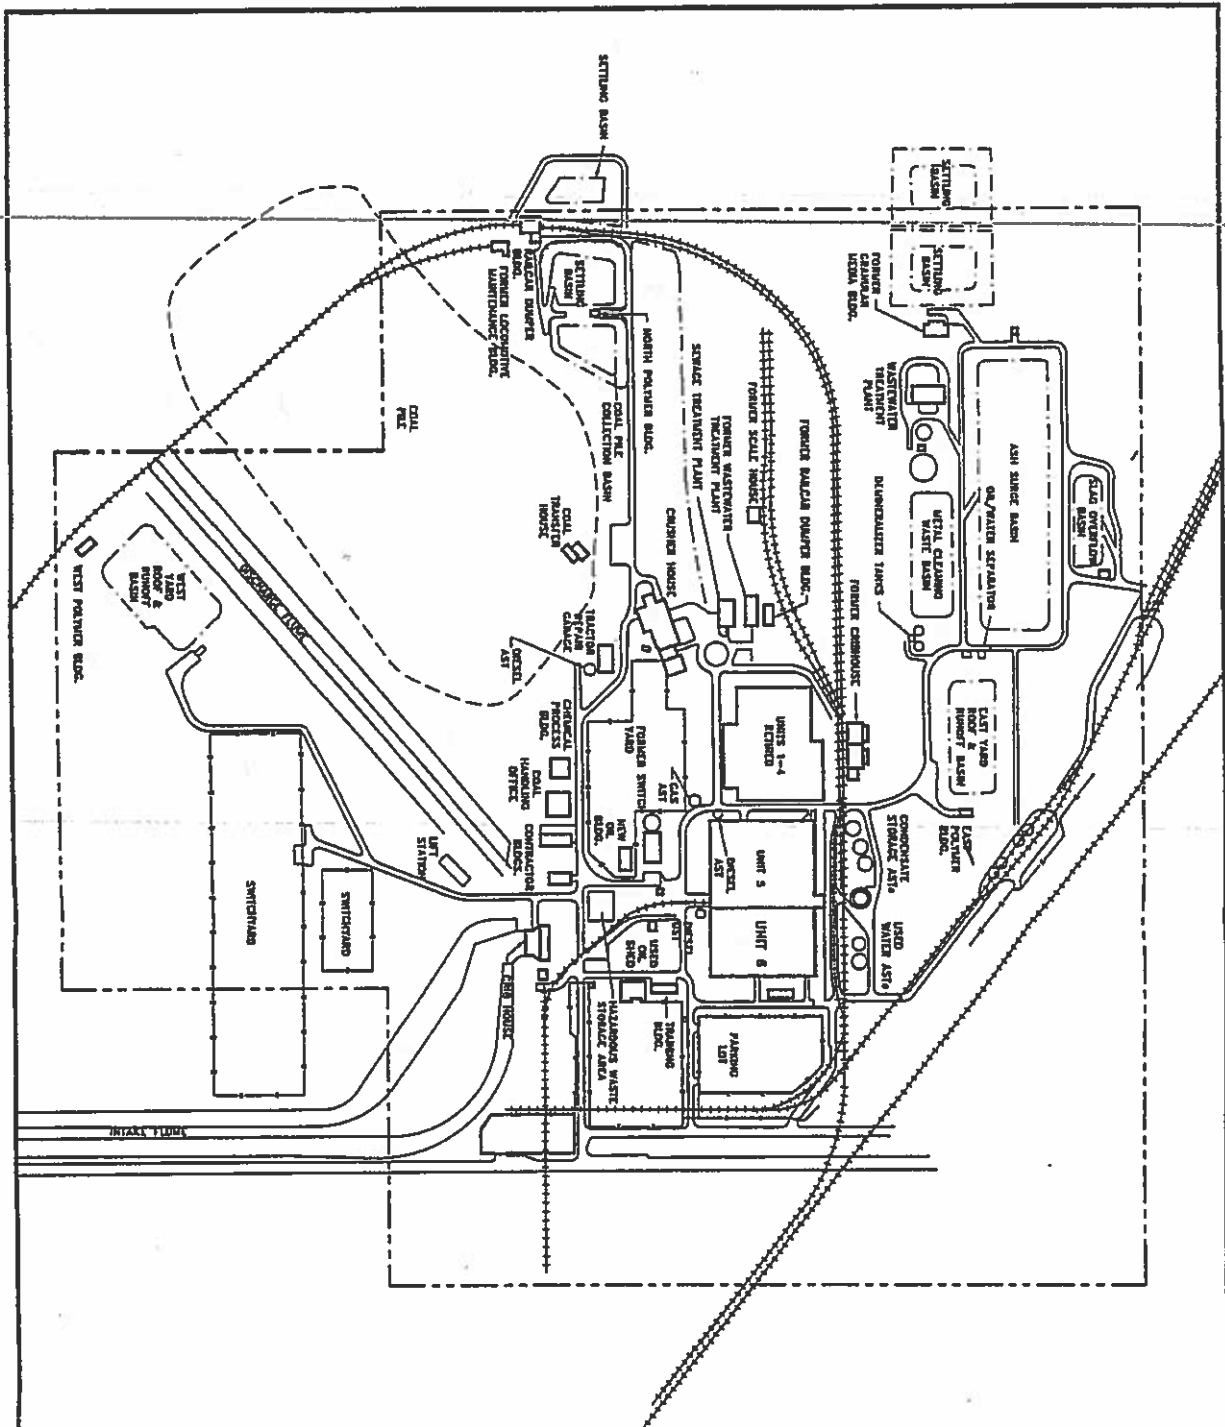 SETTLING BASIN
SETTLING
BASIN
SETTLING
BASIN
FORMER
GRANULAR
MEDIA BLDG.
RAILCAR DUMPER
BLDG.
FORMER LOCOMOTIVE
MAINTENANCE BLDG.
SETTLING
BASIN
NORTH POLYMER BLDG.
COAL PILE
COLLECTION BASIN
SEWAGE TREATMENT PLANT
FORMER WASTEWATER
TREATMENT PLANT
FORMER SCALE HOUSE
FORMER RAILCAR DUMPER BLDG.
WASTEWATER
TREATMENT
PLANT
ASH SURGE BASIN
SLAG OVERFLOW
BASIN
OIL/WATER SEPARATOR
METAL CLEANING
WASTE BASIN
DEMINERALIZER TANKS
COAL
PILE
COAL
TRANSFER
HOUSE
CRUSHER HOUSE
FORMER CRIBHOUSE
EAST YARD
ROOF &
RUNOFF BASIN
EAST
POLYMER
BLDG.
WEST
YARD
ROOF &
RUNOFF
BASIN
WEST POLYMER BLDG.
DISCHARGE FLUME
TRACTOR
REPAIR
GARAGE
DIESEL
AST
CHEMICAL
PROCESS
BLDG.
COAL
HANDLING
OFFICE
CONTRACTOR
BLDGS.
LIFT
STATION
FORMER SWITCH
YARD
GAS
AST
NEW
OIL
BLDG.
UNITS 1-4
RETIRED
DIESEL
AST
UNIT 5
UNIT 6
CONDENSATE
STORAGE ASTs
USED
WATER ASTs
SWITCHYARD
SWITCHYARD
CRIB HOUSE
DIESEL
UST
USED
OIL
SHED
HAZARDOUS WASTE
STORAGE AREA
TRAINING
BLDG.
PARKING
LOT
INTAKE FLUME